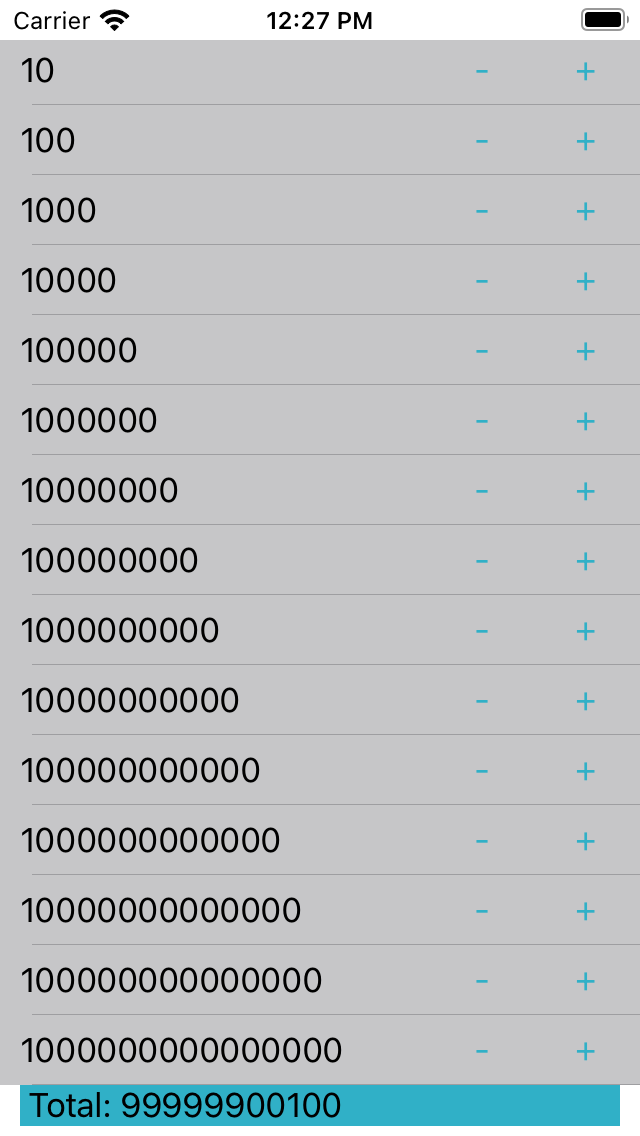 Carrier 12:27 PM
10 - +
100 - +
1000 - +
10000 - +
100000 - +
1000000 - +
10000000 - +
100000000 - +
1000000000 - +
10000000000 - +
100000000000 - +
1000000000000 - +
10000000000000 - +
100000000000000 - +
1000000000000000 - +
Total: 99999900100